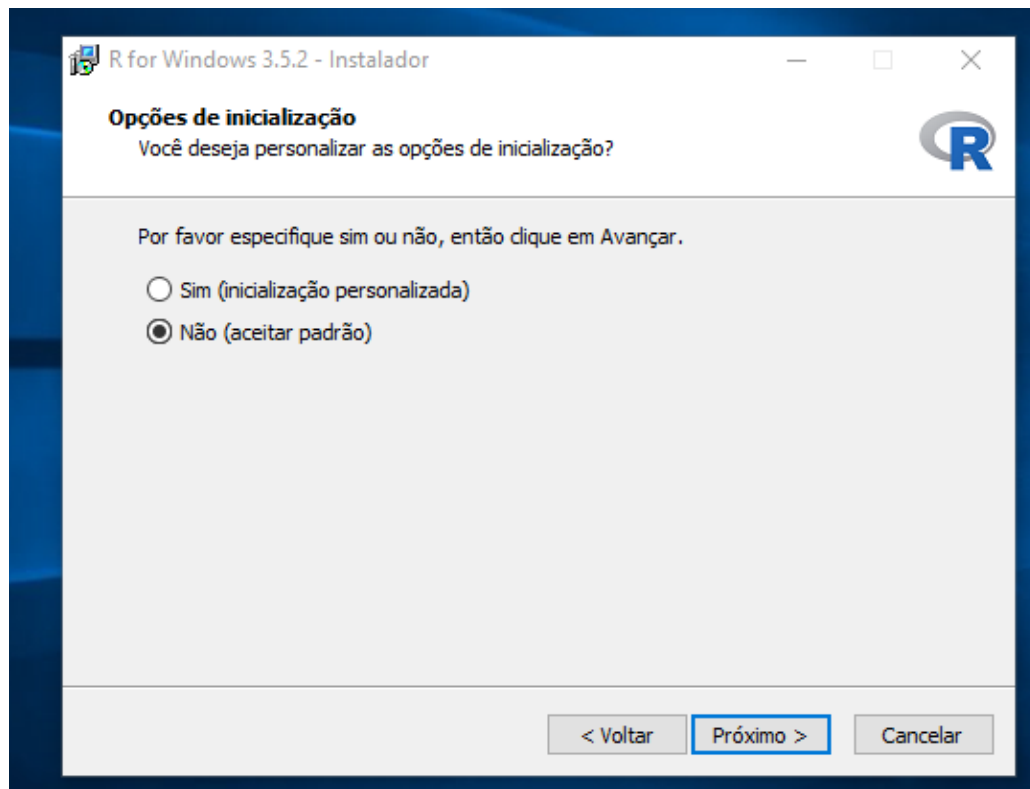 R for Windows 3.5.2 - Instalador
Opções de inicialização
Você deseja personalizar as opções de inicialização?
R
Por favor especifique sim ou não, então clique em Avançar.
Sim (inicialização personalizada)
Não (aceitar padrão)
< Voltar
Próximo >
Cancelar